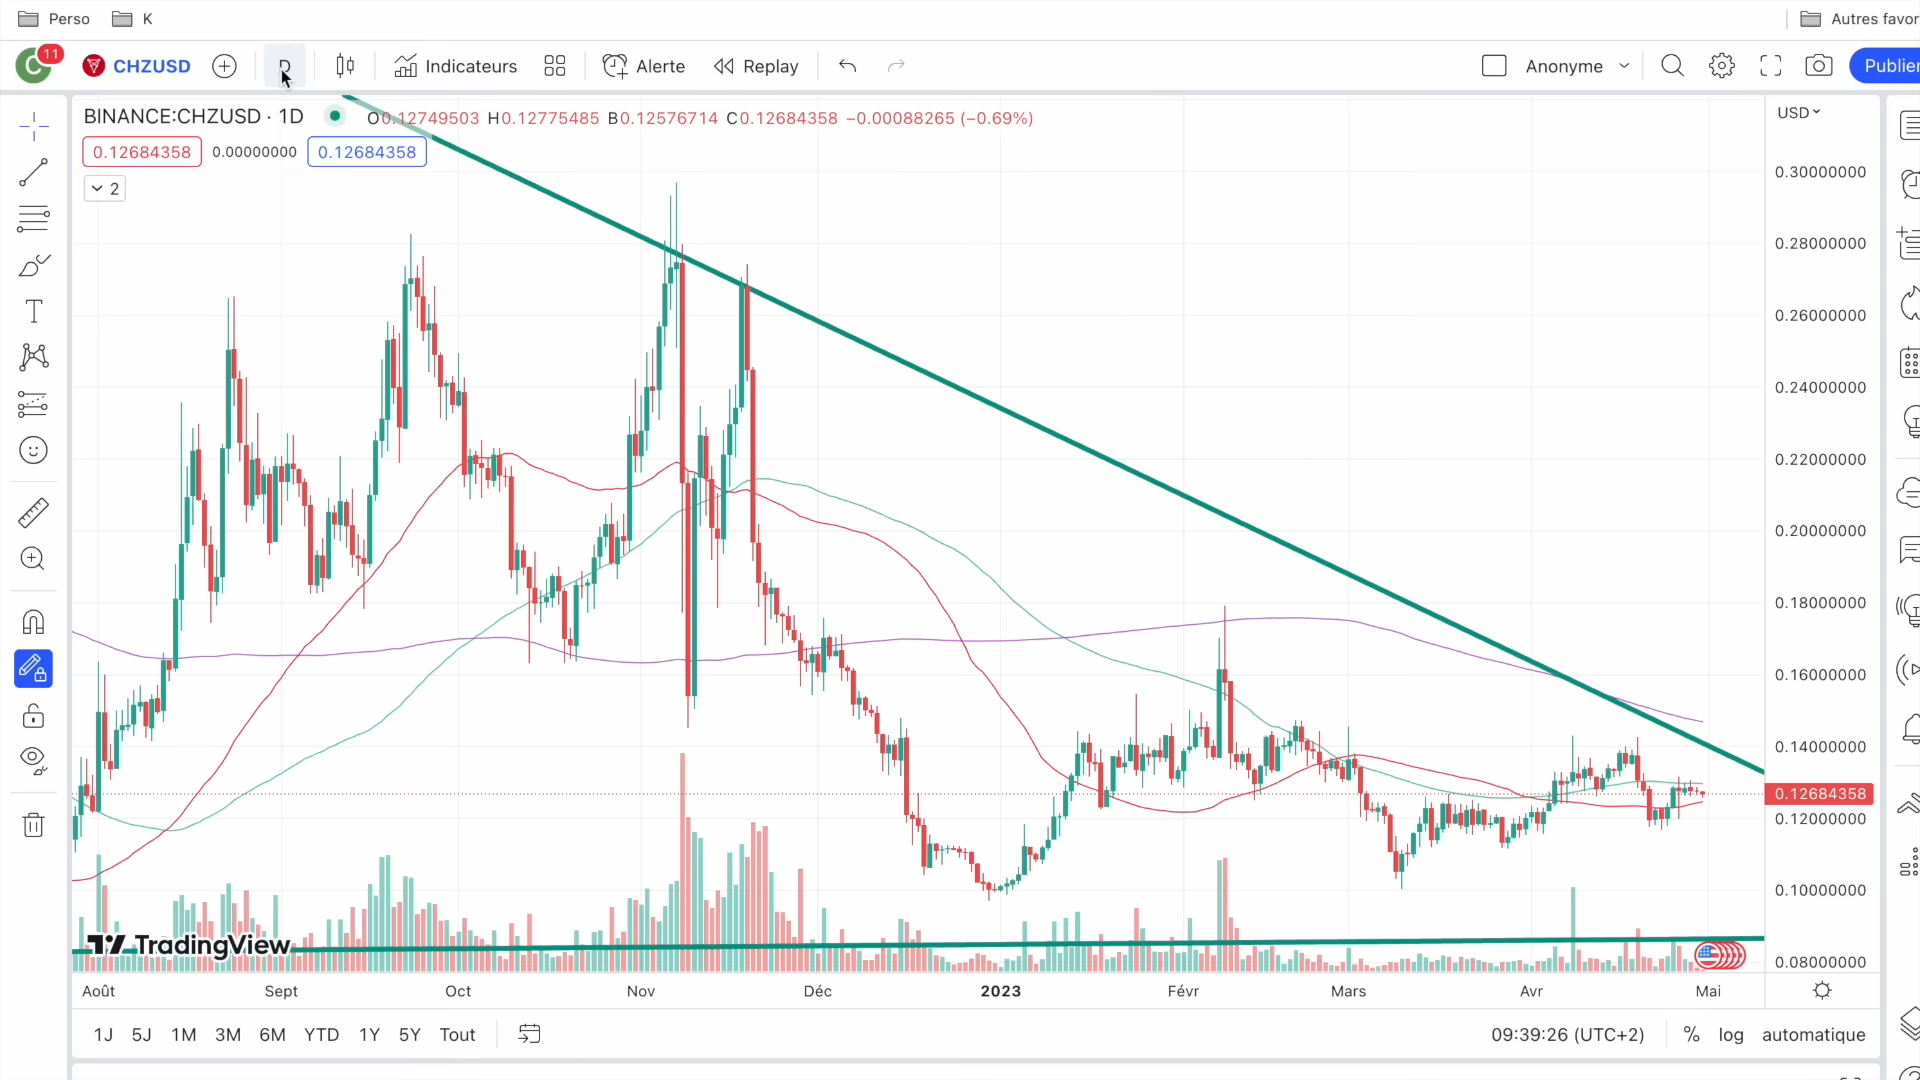 Perso K Autres favor
C 11 CHZUSD D Indicateurs Alerte Replay Anonyme Publier
BINANCE:CHZUSD · 1D O0.12749503 H0.12775485 B0.12576714 C0.12684358 −0.00088265 (−0.69%)
USD
0.12684358 0.00000000 0.12684358
2
0.30000000
0.28000000
0.26000000
0.24000000
0.22000000
0.20000000
0.18000000
0.16000000
0.14000000
0.12684358
0.12000000
0.10000000
0.08000000
TradingView
Août Sept Oct Nov Déc 2023 Févr Mars Avr Mai
1J 5J 1M 3M 6M YTD 1Y 5Y Tout 09:39:26 (UTC+2) % log automatique